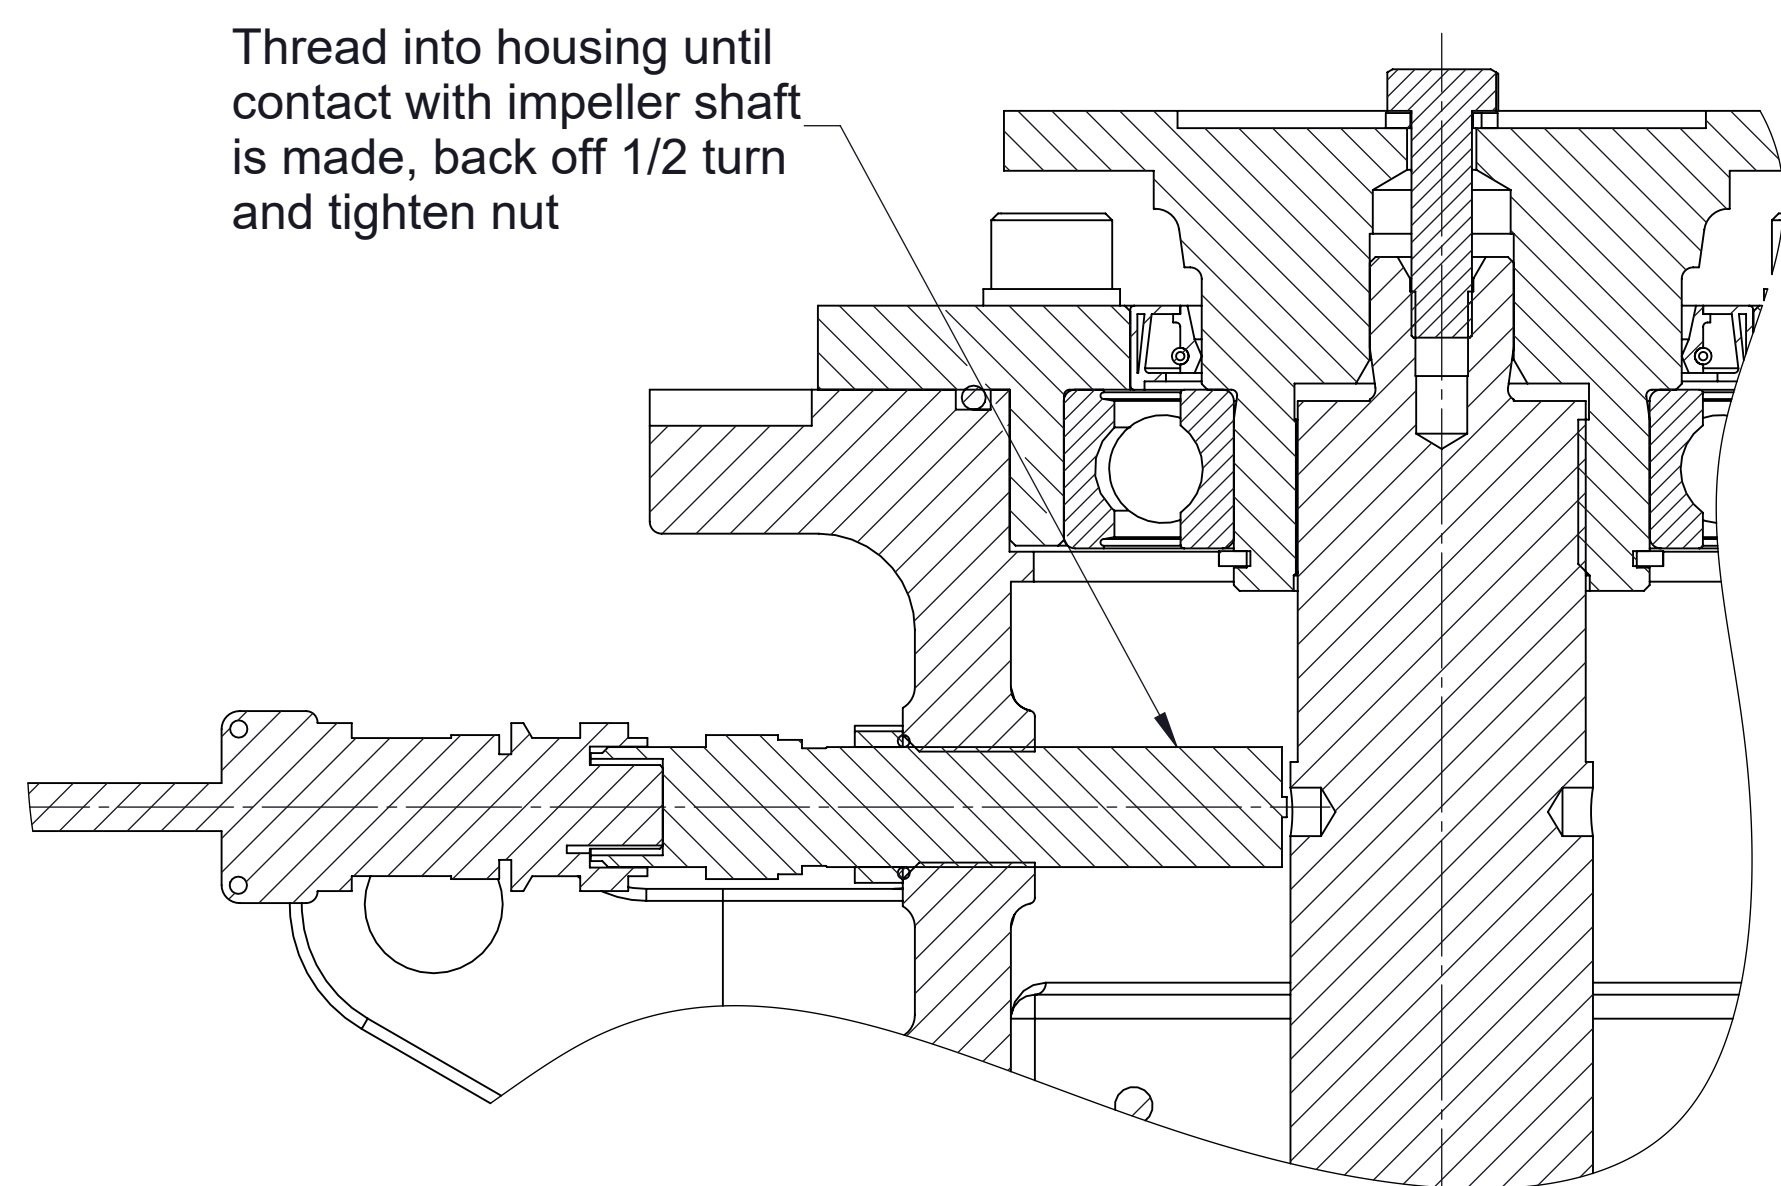 Thread into housing until
contact with impeller shaft
is made, back off 1/2 turn
and tighten nut